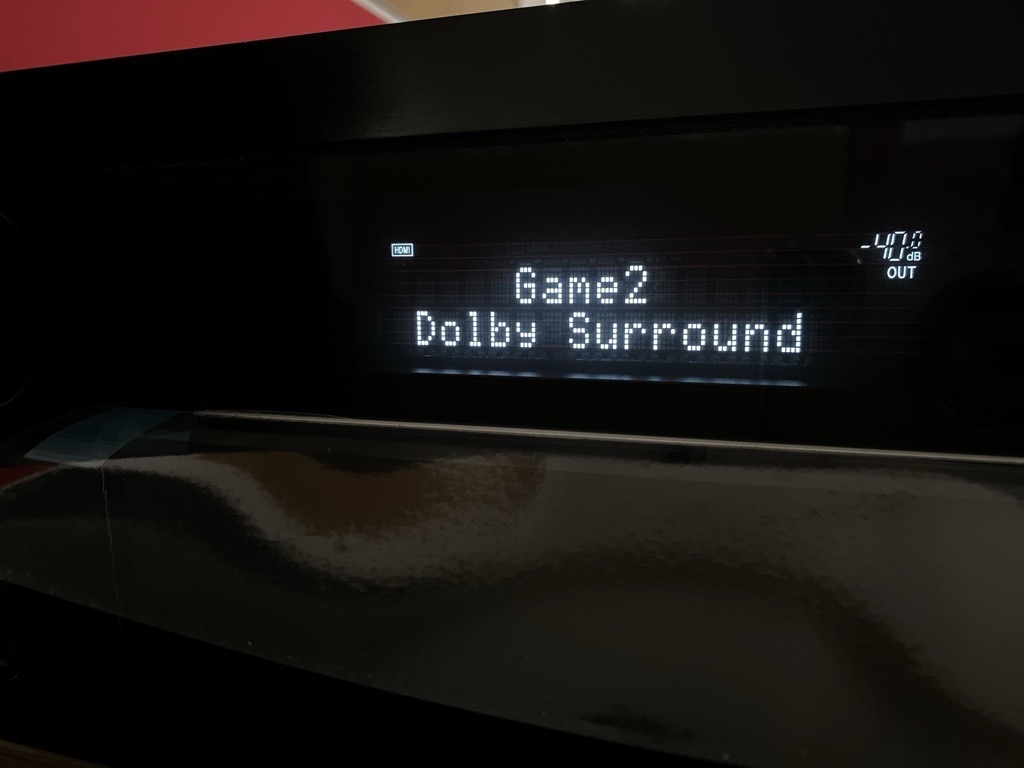 HDMI
-40.0
dB
OUT
Game2
Dolby Surround